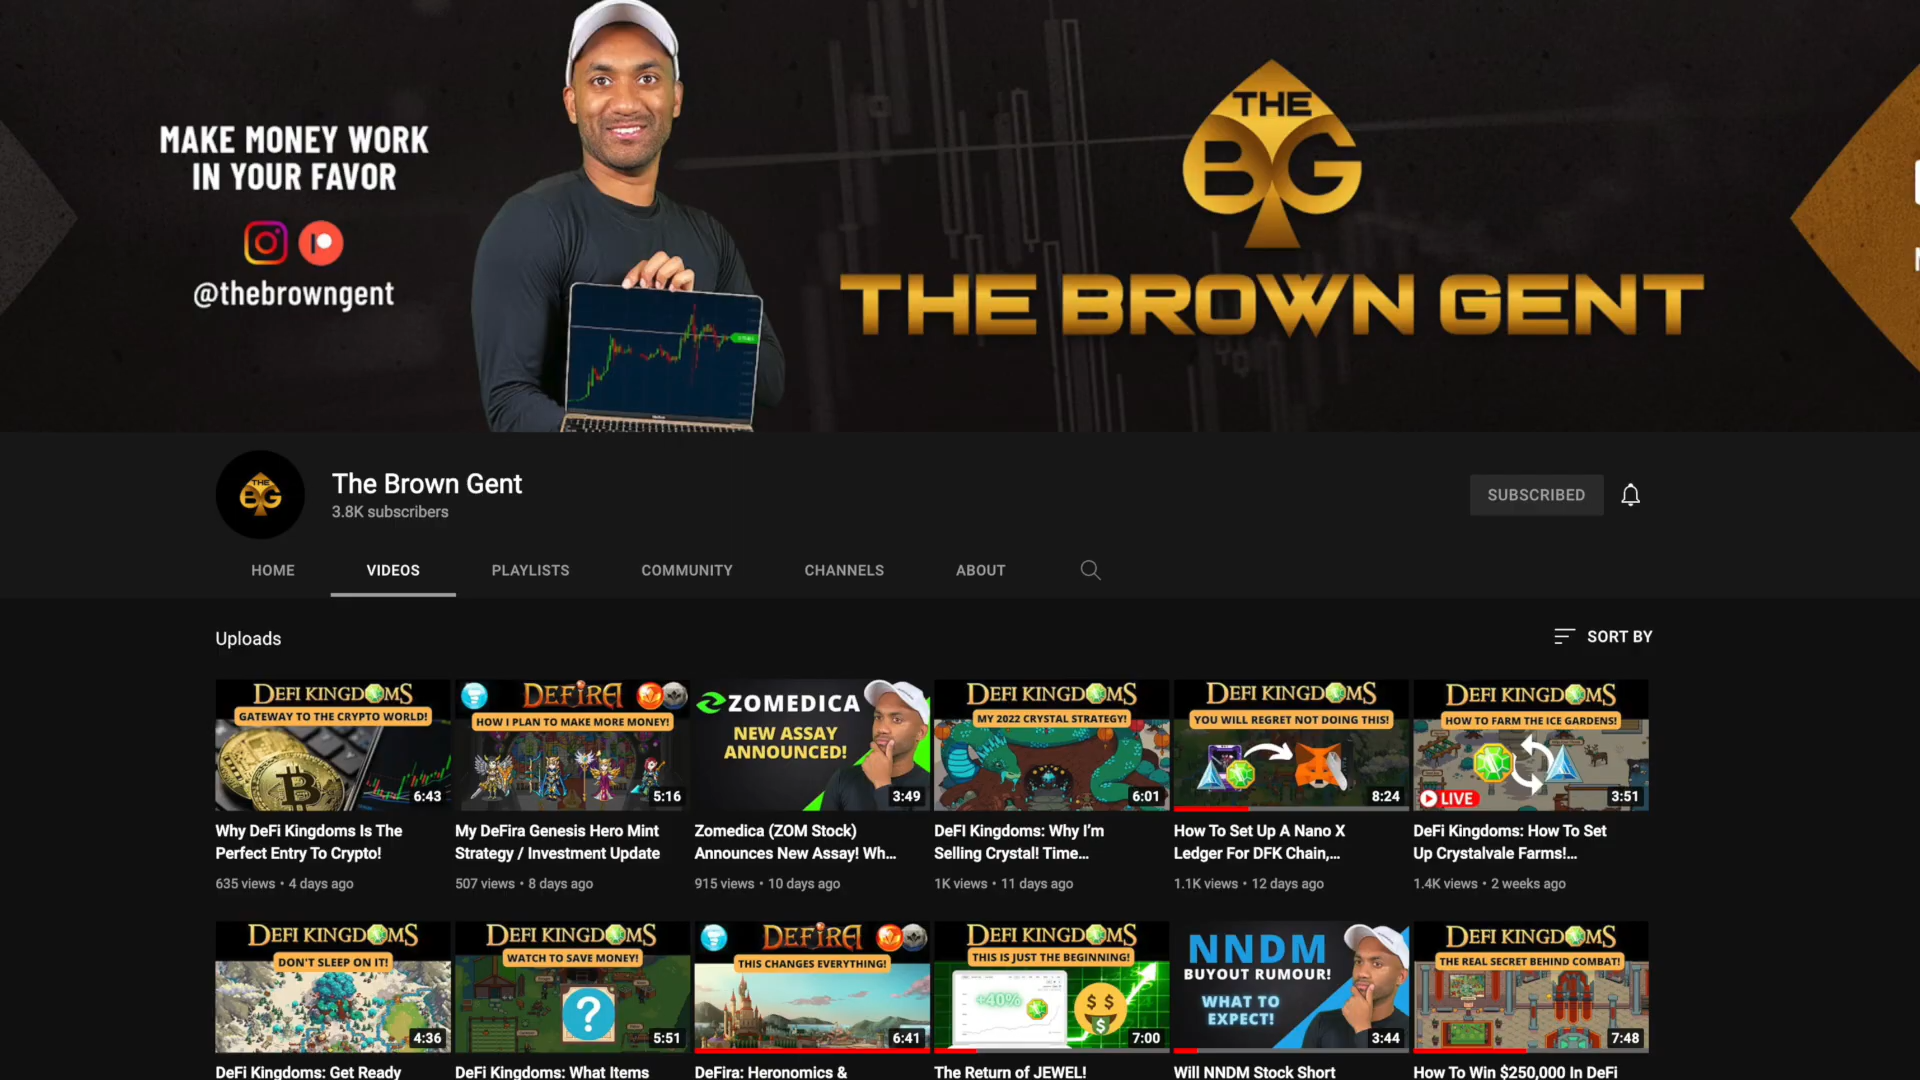 MAKE MONEY WORK
IN YOUR FAVOR
@thebrowngent
THE
BG
THE BROWN GENT
THE
BG
The Brown Gent
3.8K subscribers
SUBSCRIBED
HOME
VIDEOS
PLAYLISTS
COMMUNITY
CHANNELS
ABOUT
Uploads
SORT BY
DEFI KINGDOMS
GATEWAY TO THE CRYPTO WORLD!
6:43
Why DeFi Kingdoms Is The
Perfect Entry To Crypto!
635 views • 4 days ago
DEFIRA
HOW I PLAN TO MAKE MORE MONEY!
5:16
My DeFira Genesis Hero Mint
Strategy / Investment Update
507 views • 8 days ago
ZOMEDICA
NEW ASSAY
ANNOUNCED!
3:49
Zomedica (ZOM Stock)
Announces New Assay! Wh...
915 views • 10 days ago
DEFI KINGDOMS
MY 2022 CRYSTAL STRATEGY!
6:01
DeFI Kingdoms: Why I'm
Selling Crystal! Time...
1K views • 11 days ago
DEFI KINGDOMS
YOU WILL REGRET NOT DOING THIS!
8:24
How To Set Up A Nano X
Ledger For DFK Chain,...
1.1K views • 12 days ago
DEFI KINGDOMS
HOW TO FARM THE ICE GARDENS!
LIVE
3:51
DeFi Kingdoms: How To Set
Up Crystalvale Farms!...
1.4K views • 2 weeks ago
DEFI KINGDOMS
DON'T SLEEP ON IT!
4:36
DeFi Kingdoms: Get Ready
DEFI KINGDOMS
WATCH TO SAVE MONEY!
?
5:51
DeFi Kingdoms: What Items
DEFIRA
THIS CHANGES EVERYTHING!
6:41
DeFira: Heronomics &
DEFI KINGDOMS
THIS IS JUST THE BEGINNING!
+40%
$ $
$
7:00
The Return of JEWEL!
NNDM
BUYOUT RUMOUR!
WHAT TO
EXPECT!
3:44
Will NNDM Stock Short
DEFI KINGDOMS
THE REAL SECRET BEHIND COMBAT!
7:48
How To Win $250,000 In DeFi